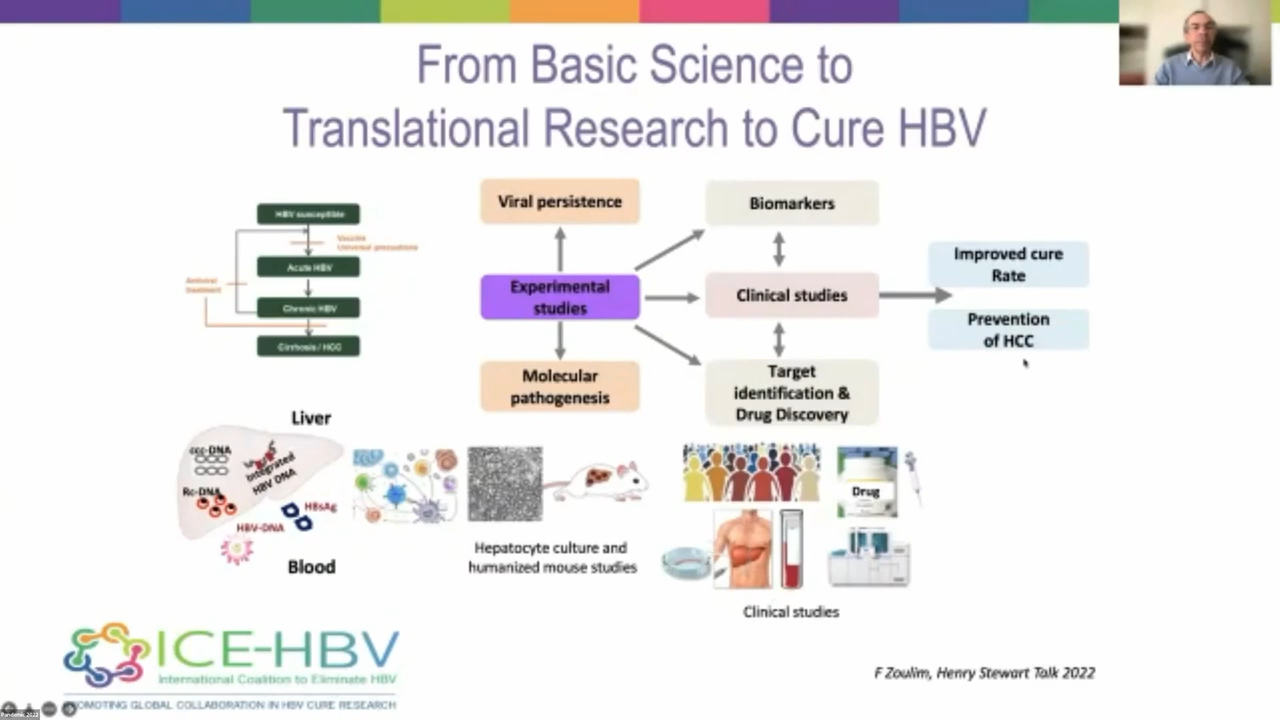 From Basic Science to
Translational Research to Cure HBV
HBV susceptible
Vaccine
Universal precautions
Acute HBV
Antiviral
treatment
Chronic HBV
Cirrhosis / HCC
Viral persistence
Experimental
studies
Molecular
pathogenesis
Biomarkers
Clinical studies
Target
identification &
Drug Discovery
Improved cure
Rate
Prevention
of HCC
Liver
ccc-DNA
Integrated
HBV DNA
Rc-DNA
HBsAg
HBV-DNA
Blood
Hepatocyte culture and
humanized mouse studies
Drug
Clinical studies
ICE-HBV
International Coalition to Eliminate HBV
OMOTING GLOBAL COLLABORATION IN HBV CURE RESEARCH
F Zoulim, Henry Stewart Talk 2022